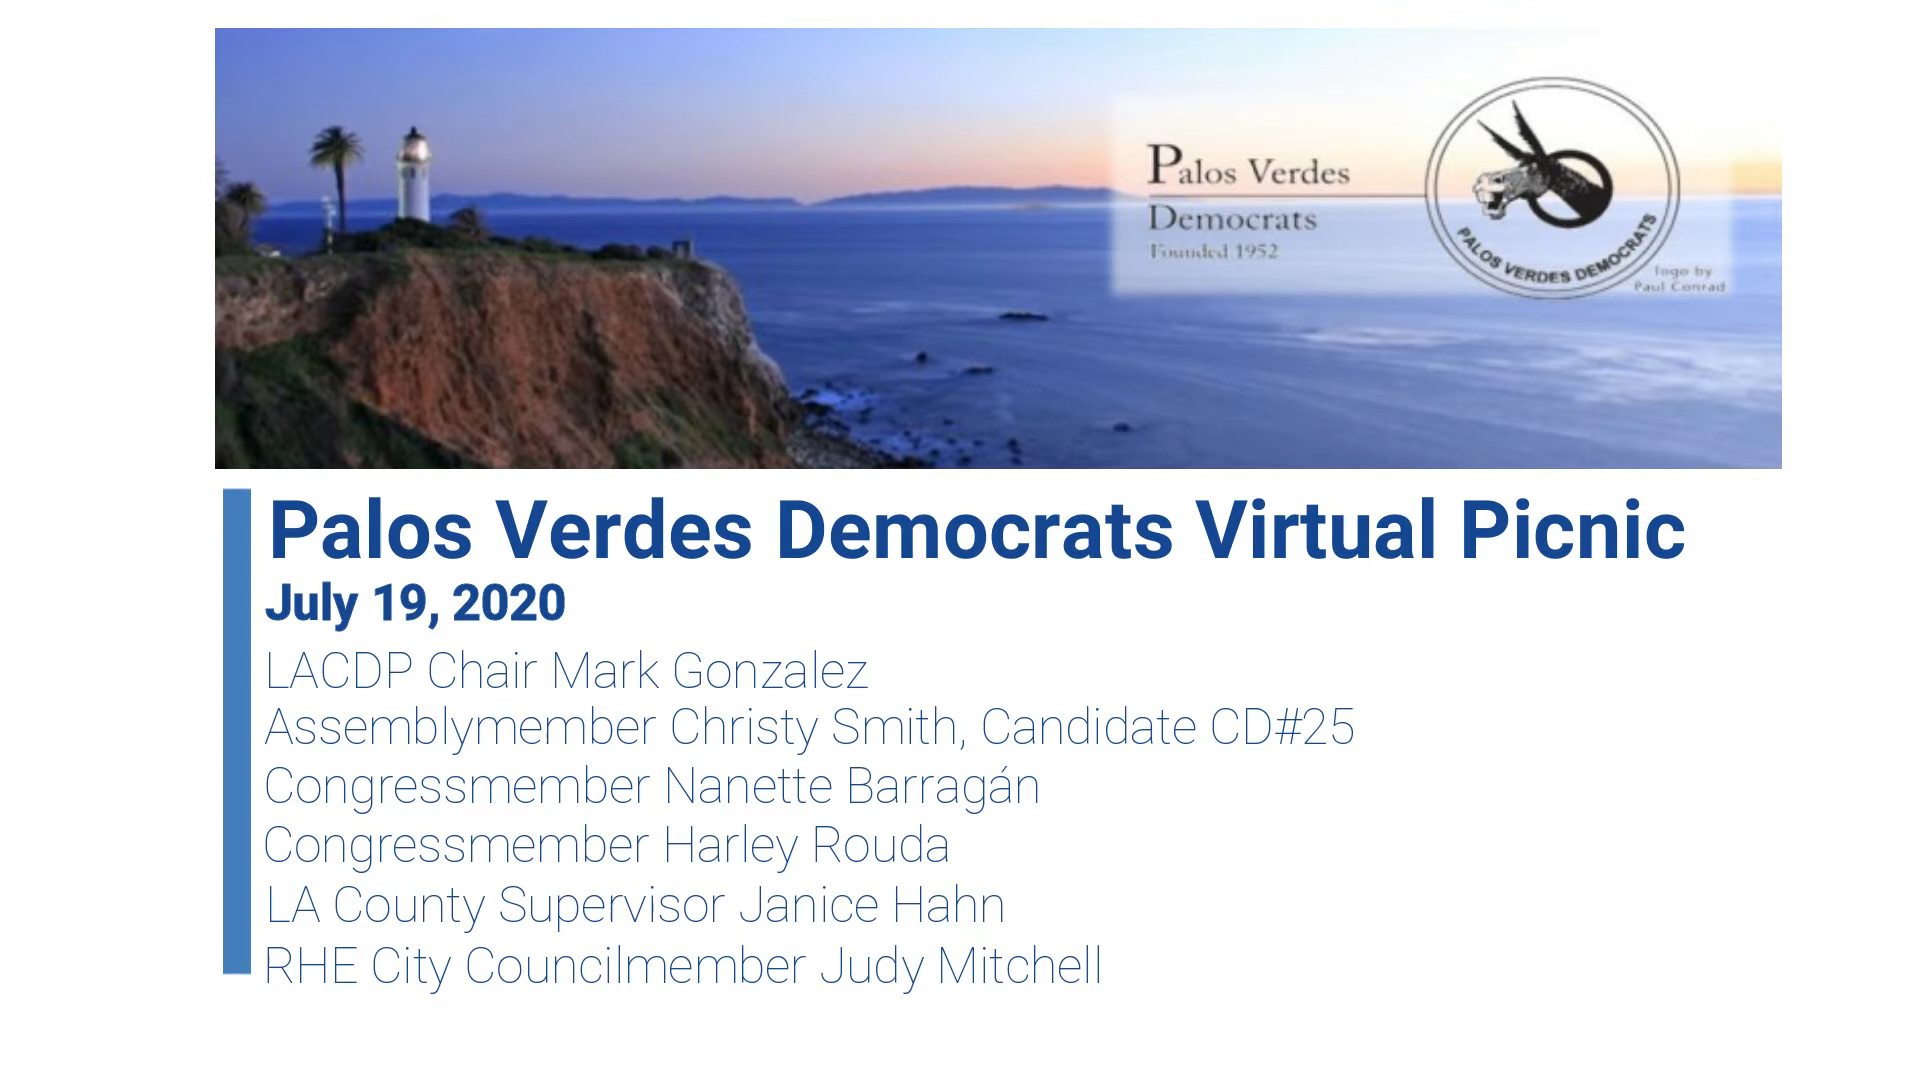 Palos Verdes
Democrats
Founded 1952
PALOS VERDES DEMOCRATS
logo by
Paul Conrad
Palos Verdes Democrats Virtual Picnic
July 19, 2020
LACDP Chair Mark Gonzalez
Assemblymember Christy Smith, Candidate CD#25
Congressmember Nanette Barragán
Congressmember Harley Rouda
LA County Supervisor Janice Hahn
RHE City Councilmember Judy Mitchell